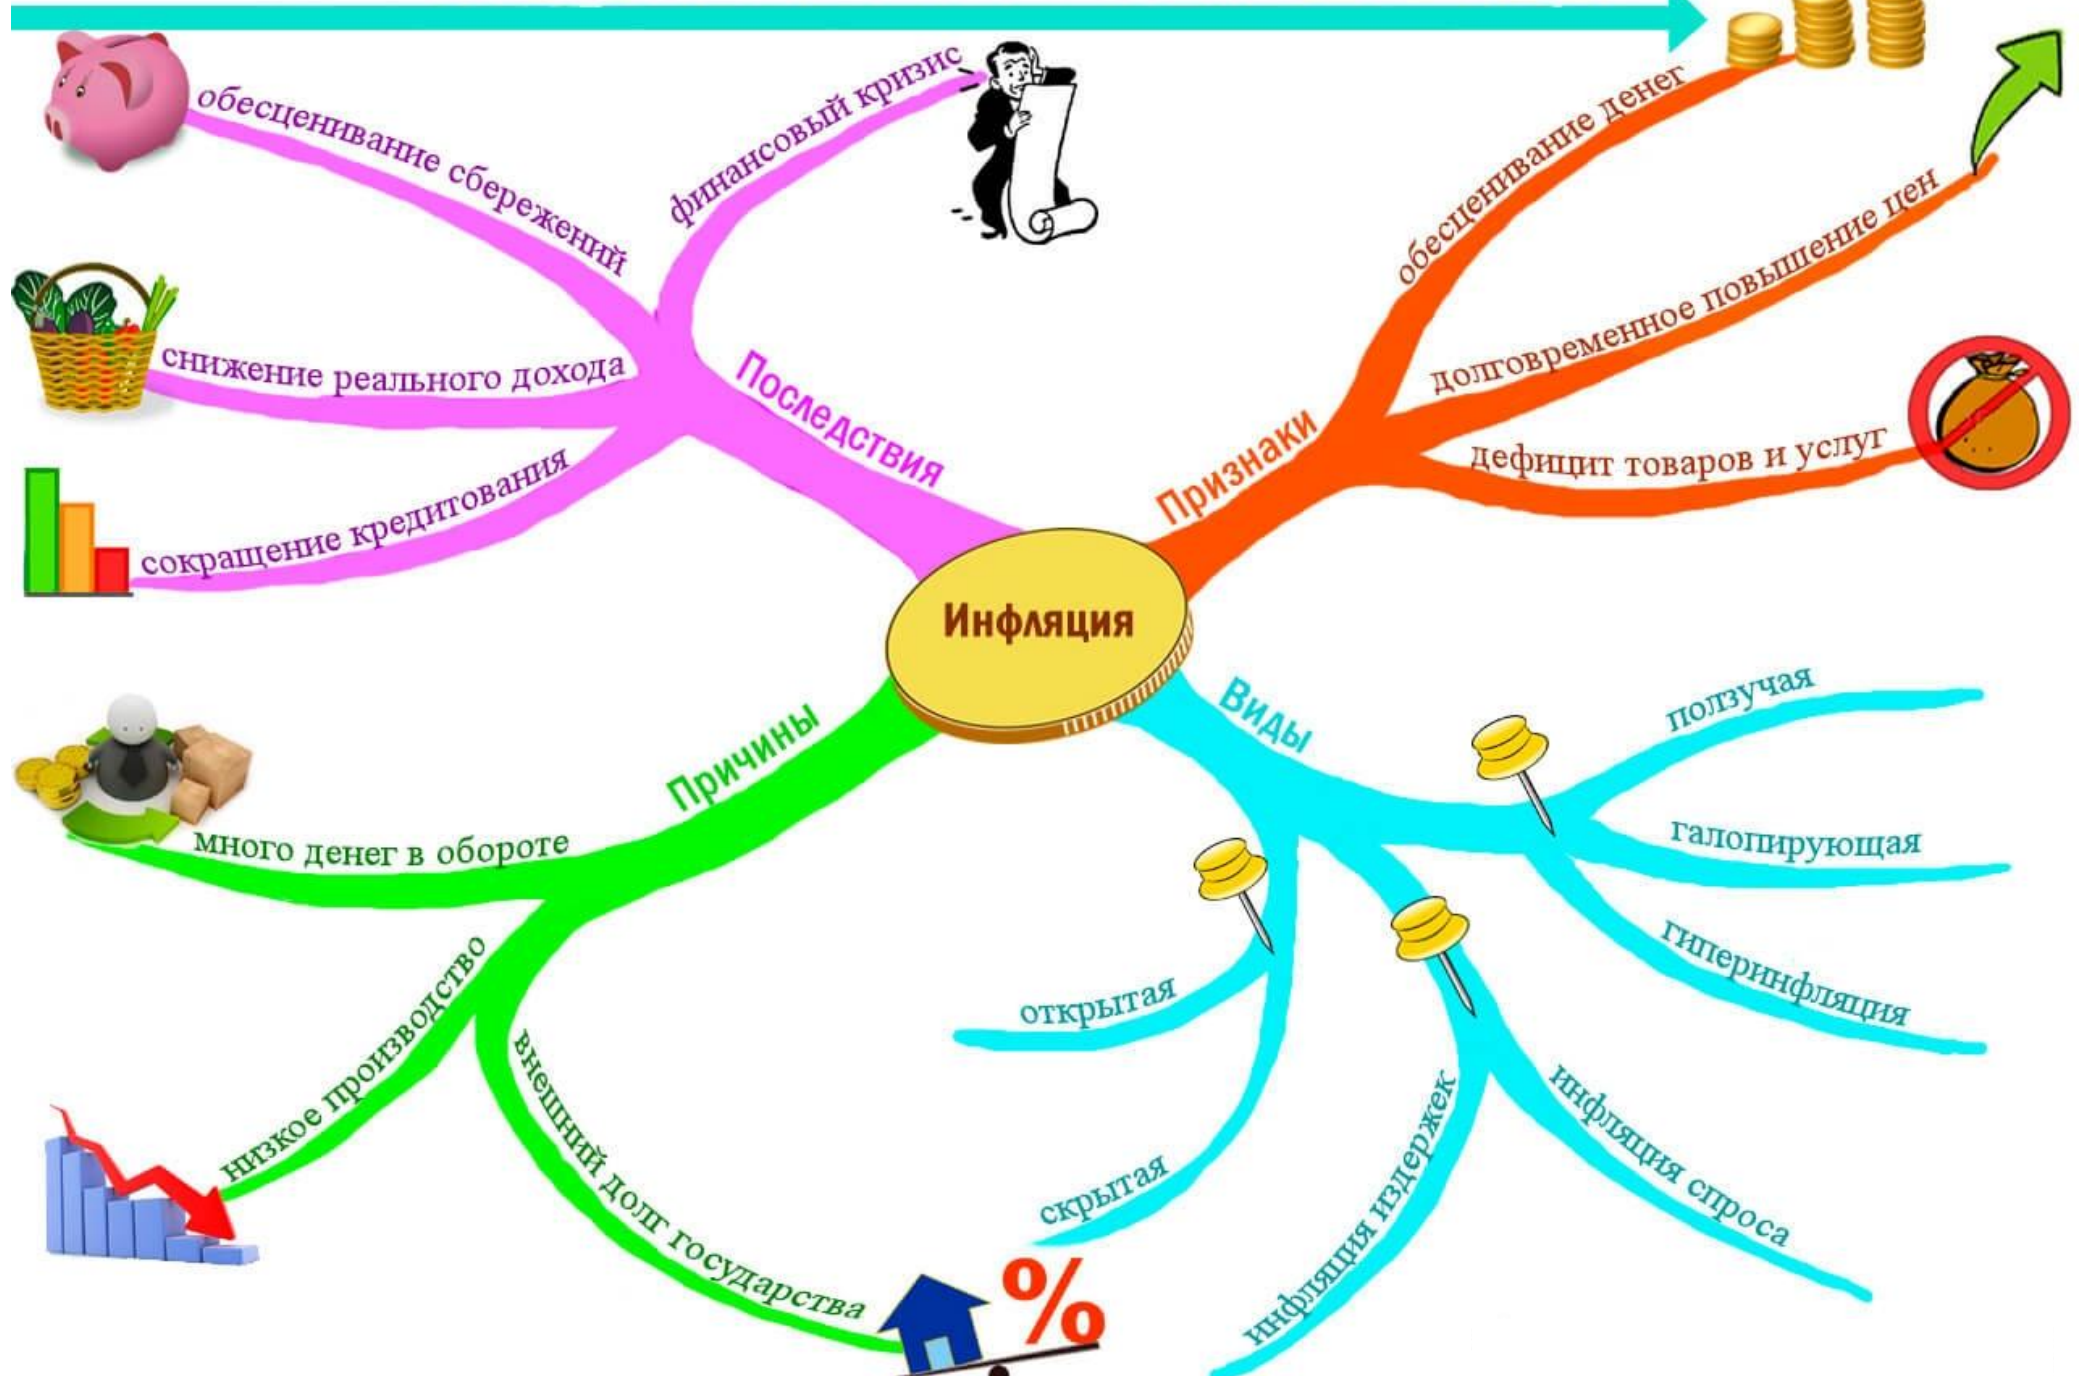 Инфляция
Последствия
обесценивание сбережений
финансовый кризис
снижение реального дохода
сокращение кредитования
Признаки
обесценивание денег
долговременное повышение цен
дефицит товаров и услуг
Причины
много денег в обороте
низкое производство
внешний долг государства
%
Виды
ползучая
галопирующая
гиперинфляция
открытая
скрытая
инфляция издержек
инфляция спроса